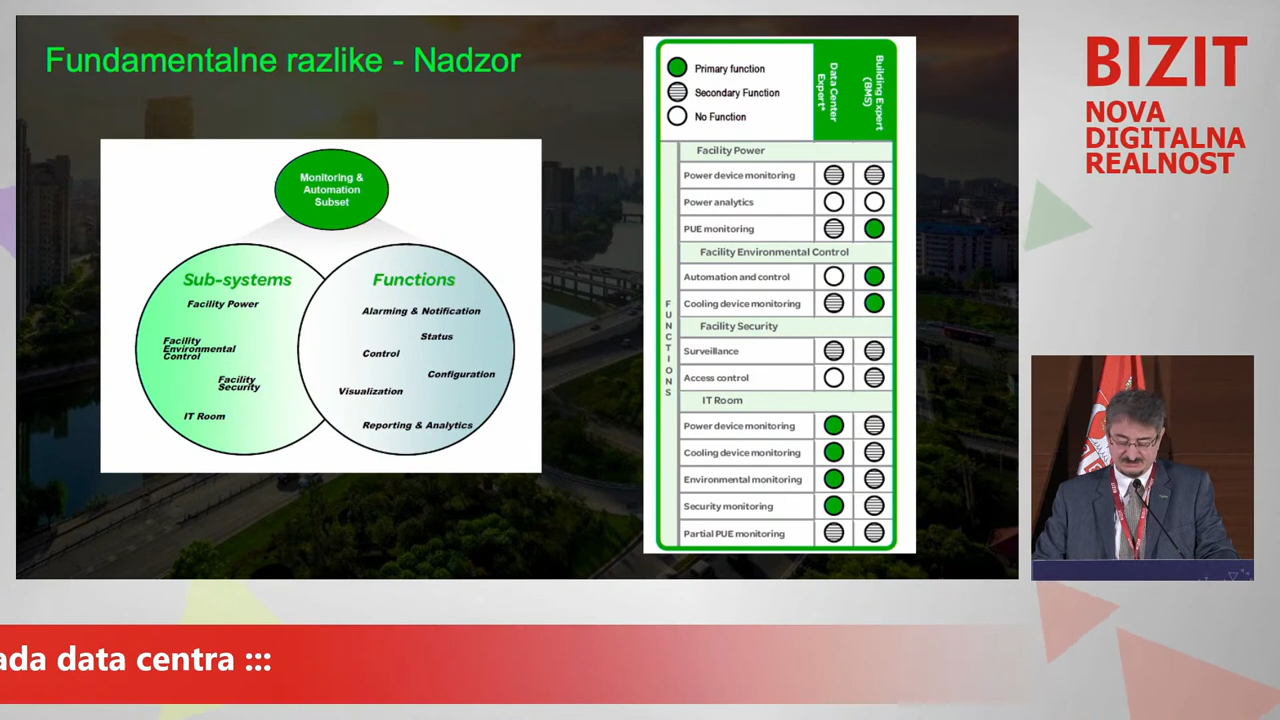 Fundamentalne razlike - Nadzor
Monitoring &
Automation
Subset
Sub-systems
Facility Power
Facility
Environmental
Control
Facility
Security
IT Room
Functions
Alarming & Notification
Status
Control
Configuration
Visualization
Reporting & Analytics
Primary function
Secondary Function
No Function
Data Center
Expert*
Building Expert
(BMS)
FUNCTIONS
Facility Power
Power device monitoring
Power analytics
PUE monitoring
Facility Environmental Control
Automation and control
Cooling device monitoring
Facility Security
Surveillance
Access control
IT Room
Power device monitoring
Cooling device monitoring
Environmental monitoring
Security monitoring
Partial PUE monitoring
BIZIT
NOVA
DIGITALNA
REALNOST
BIZIT
ada data centra :::